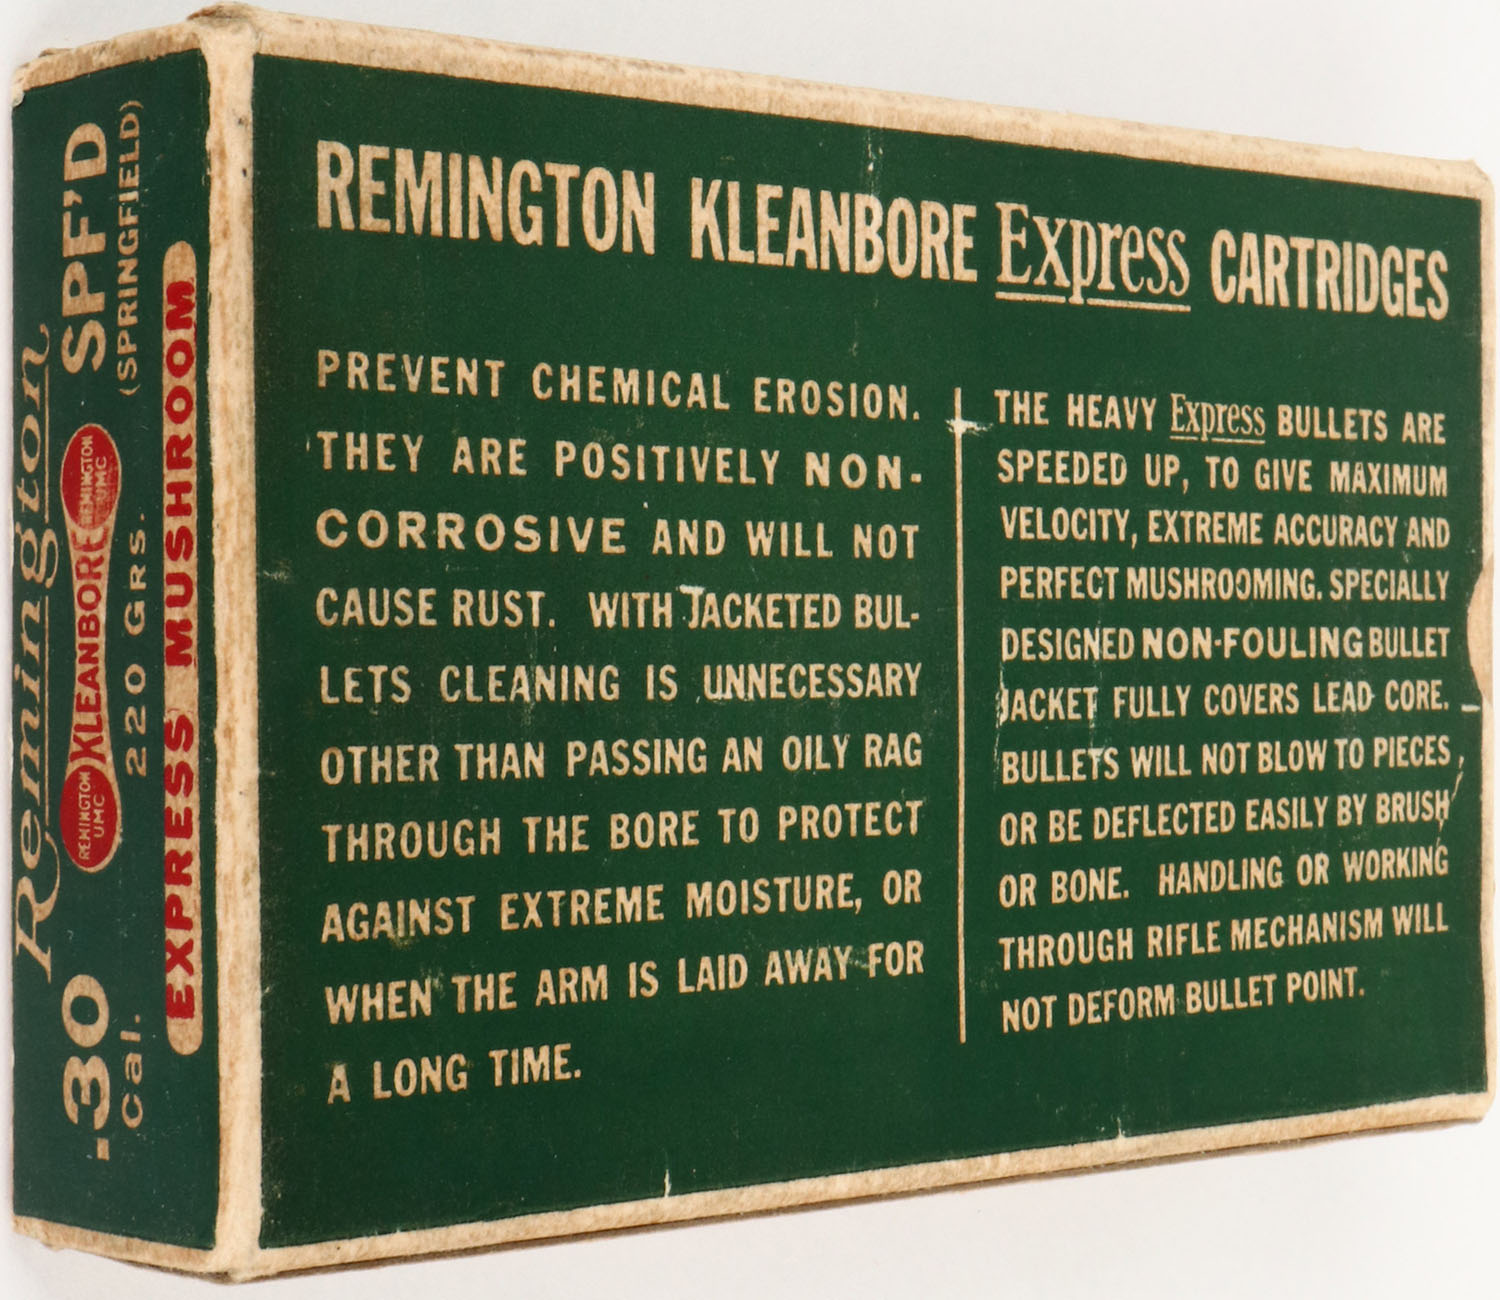 REMINGTON KLEANBORE Express CARTRIDGES
PREVENT CHEMICAL EROSION.
THEY ARE POSITIVELY NON-
CORROSIVE AND WILL NOT
CAUSE RUST. WITH JACKETED BUL-
LETS CLEANING IS UNNECESSARY
OTHER THAN PASSING AN OILY RAG
THROUGH THE BORE TO PROTECT
AGAINST EXTREME MOISTURE, OR
WHEN THE ARM IS LAID AWAY FOR
A LONG TIME.
THE HEAVY Express BULLETS ARE
SPEEDED UP, TO GIVE MAXIMUM
VELOCITY, EXTREME ACCURACY AND
PERFECT MUSHROOMING. SPECIALLY
DESIGNED NON-FOULING BULLET
JACKET FULLY COVERS LEAD CORE.
BULLETS WILL NOT BLOW TO PIECES
OR BE DEFLECTED EASILY BY BRUSH
OR BONE. HANDLING OR WORKING
THROUGH RIFLE MECHANISM WILL
NOT DEFORM BULLET POINT.
Remington
.30 SPF'D
Cal. 220 GRS. (SPRINGFIELD)
REMINGTON
UMC
KLEANBORE
REMINGTON
UMC
EXPRESS MUSHROOM